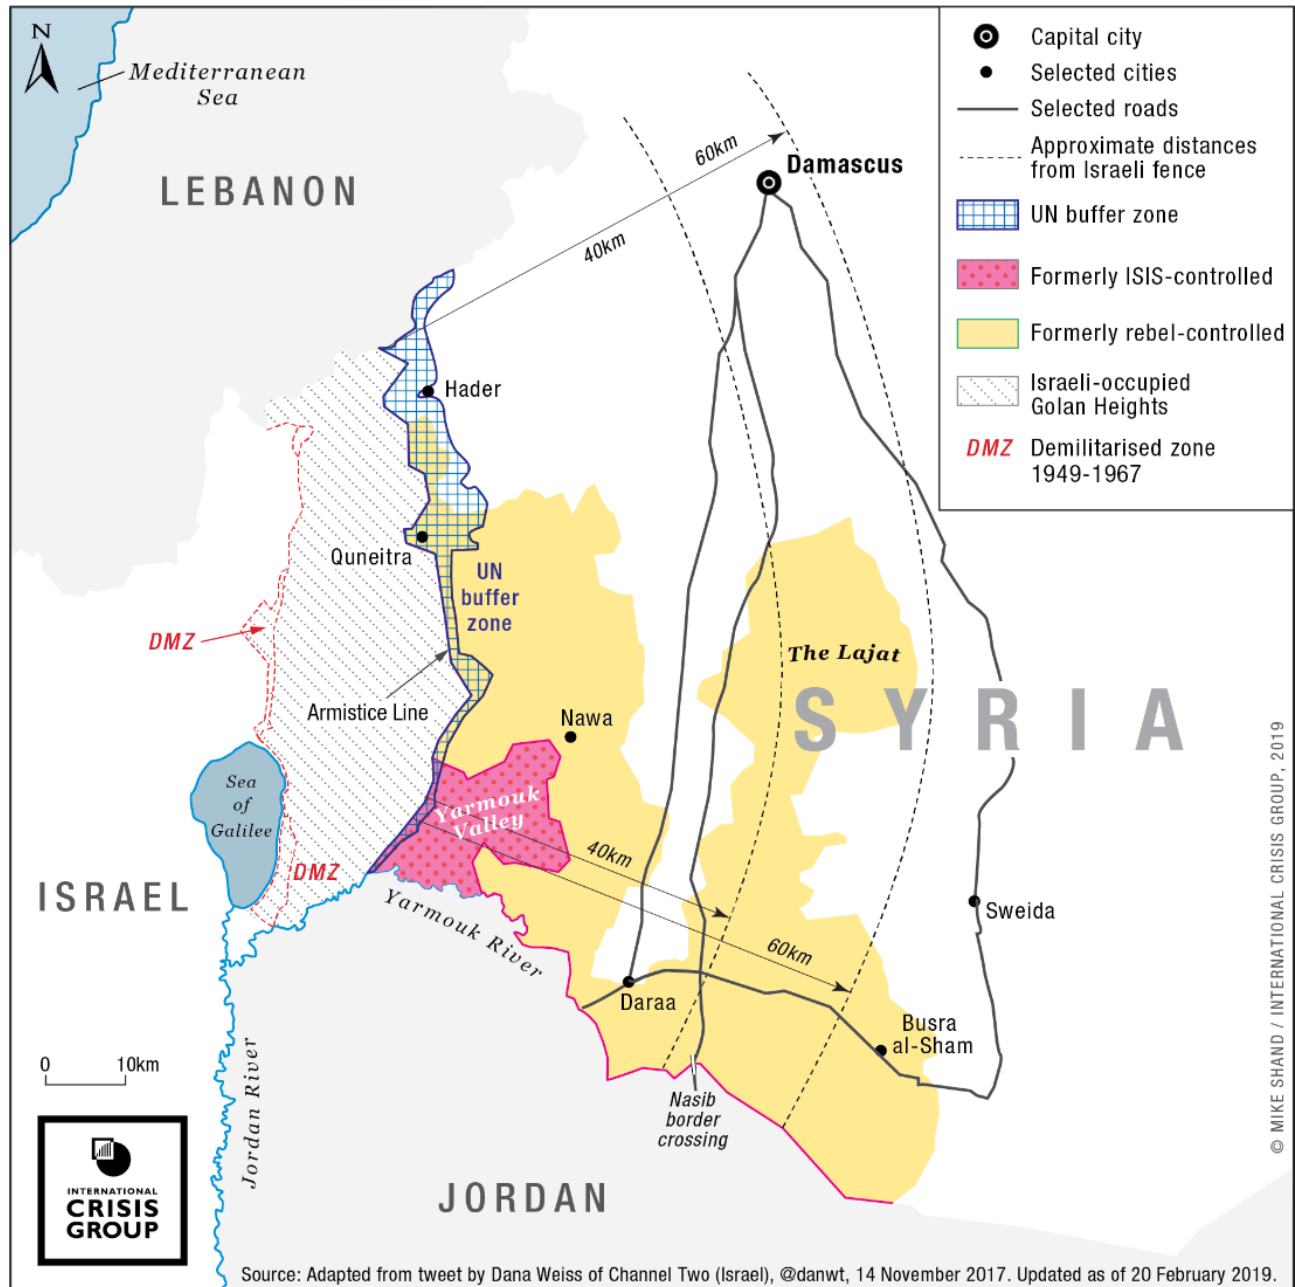 N
Mediterranean
Sea
LEBANON
60km
Damascus
40km
Hader
Quneitra
UN
buffer
zone
DMZ
The Lajat
Armistice Line
SYRIA
Nawa
Sea
of
Galilee
Yarmouk
Valley
40km
DMZ
ISRAEL
Yarmouk River
Sweida
60km
Daraa
Busra
al-Sham
0 10km
Jordan River
Nasib
border
crossing
JORDAN
INTERNATIONAL
CRISIS
GROUP
Capital city
Selected cities
Selected roads
Approximate distances
from Israeli fence
UN buffer zone
Formerly ISIS-controlled
Formerly rebel-controlled
Israeli-occupied
Golan Heights
DMZ Demilitarised zone
1949-1967
© MIKE SHAND / INTERNATIONAL CRISIS GROUP, 2019
Source: Adapted from tweet by Dana Weiss of Channel Two (Israel), @danwt, 14 November 2017. Updated as of 20 February 2019.